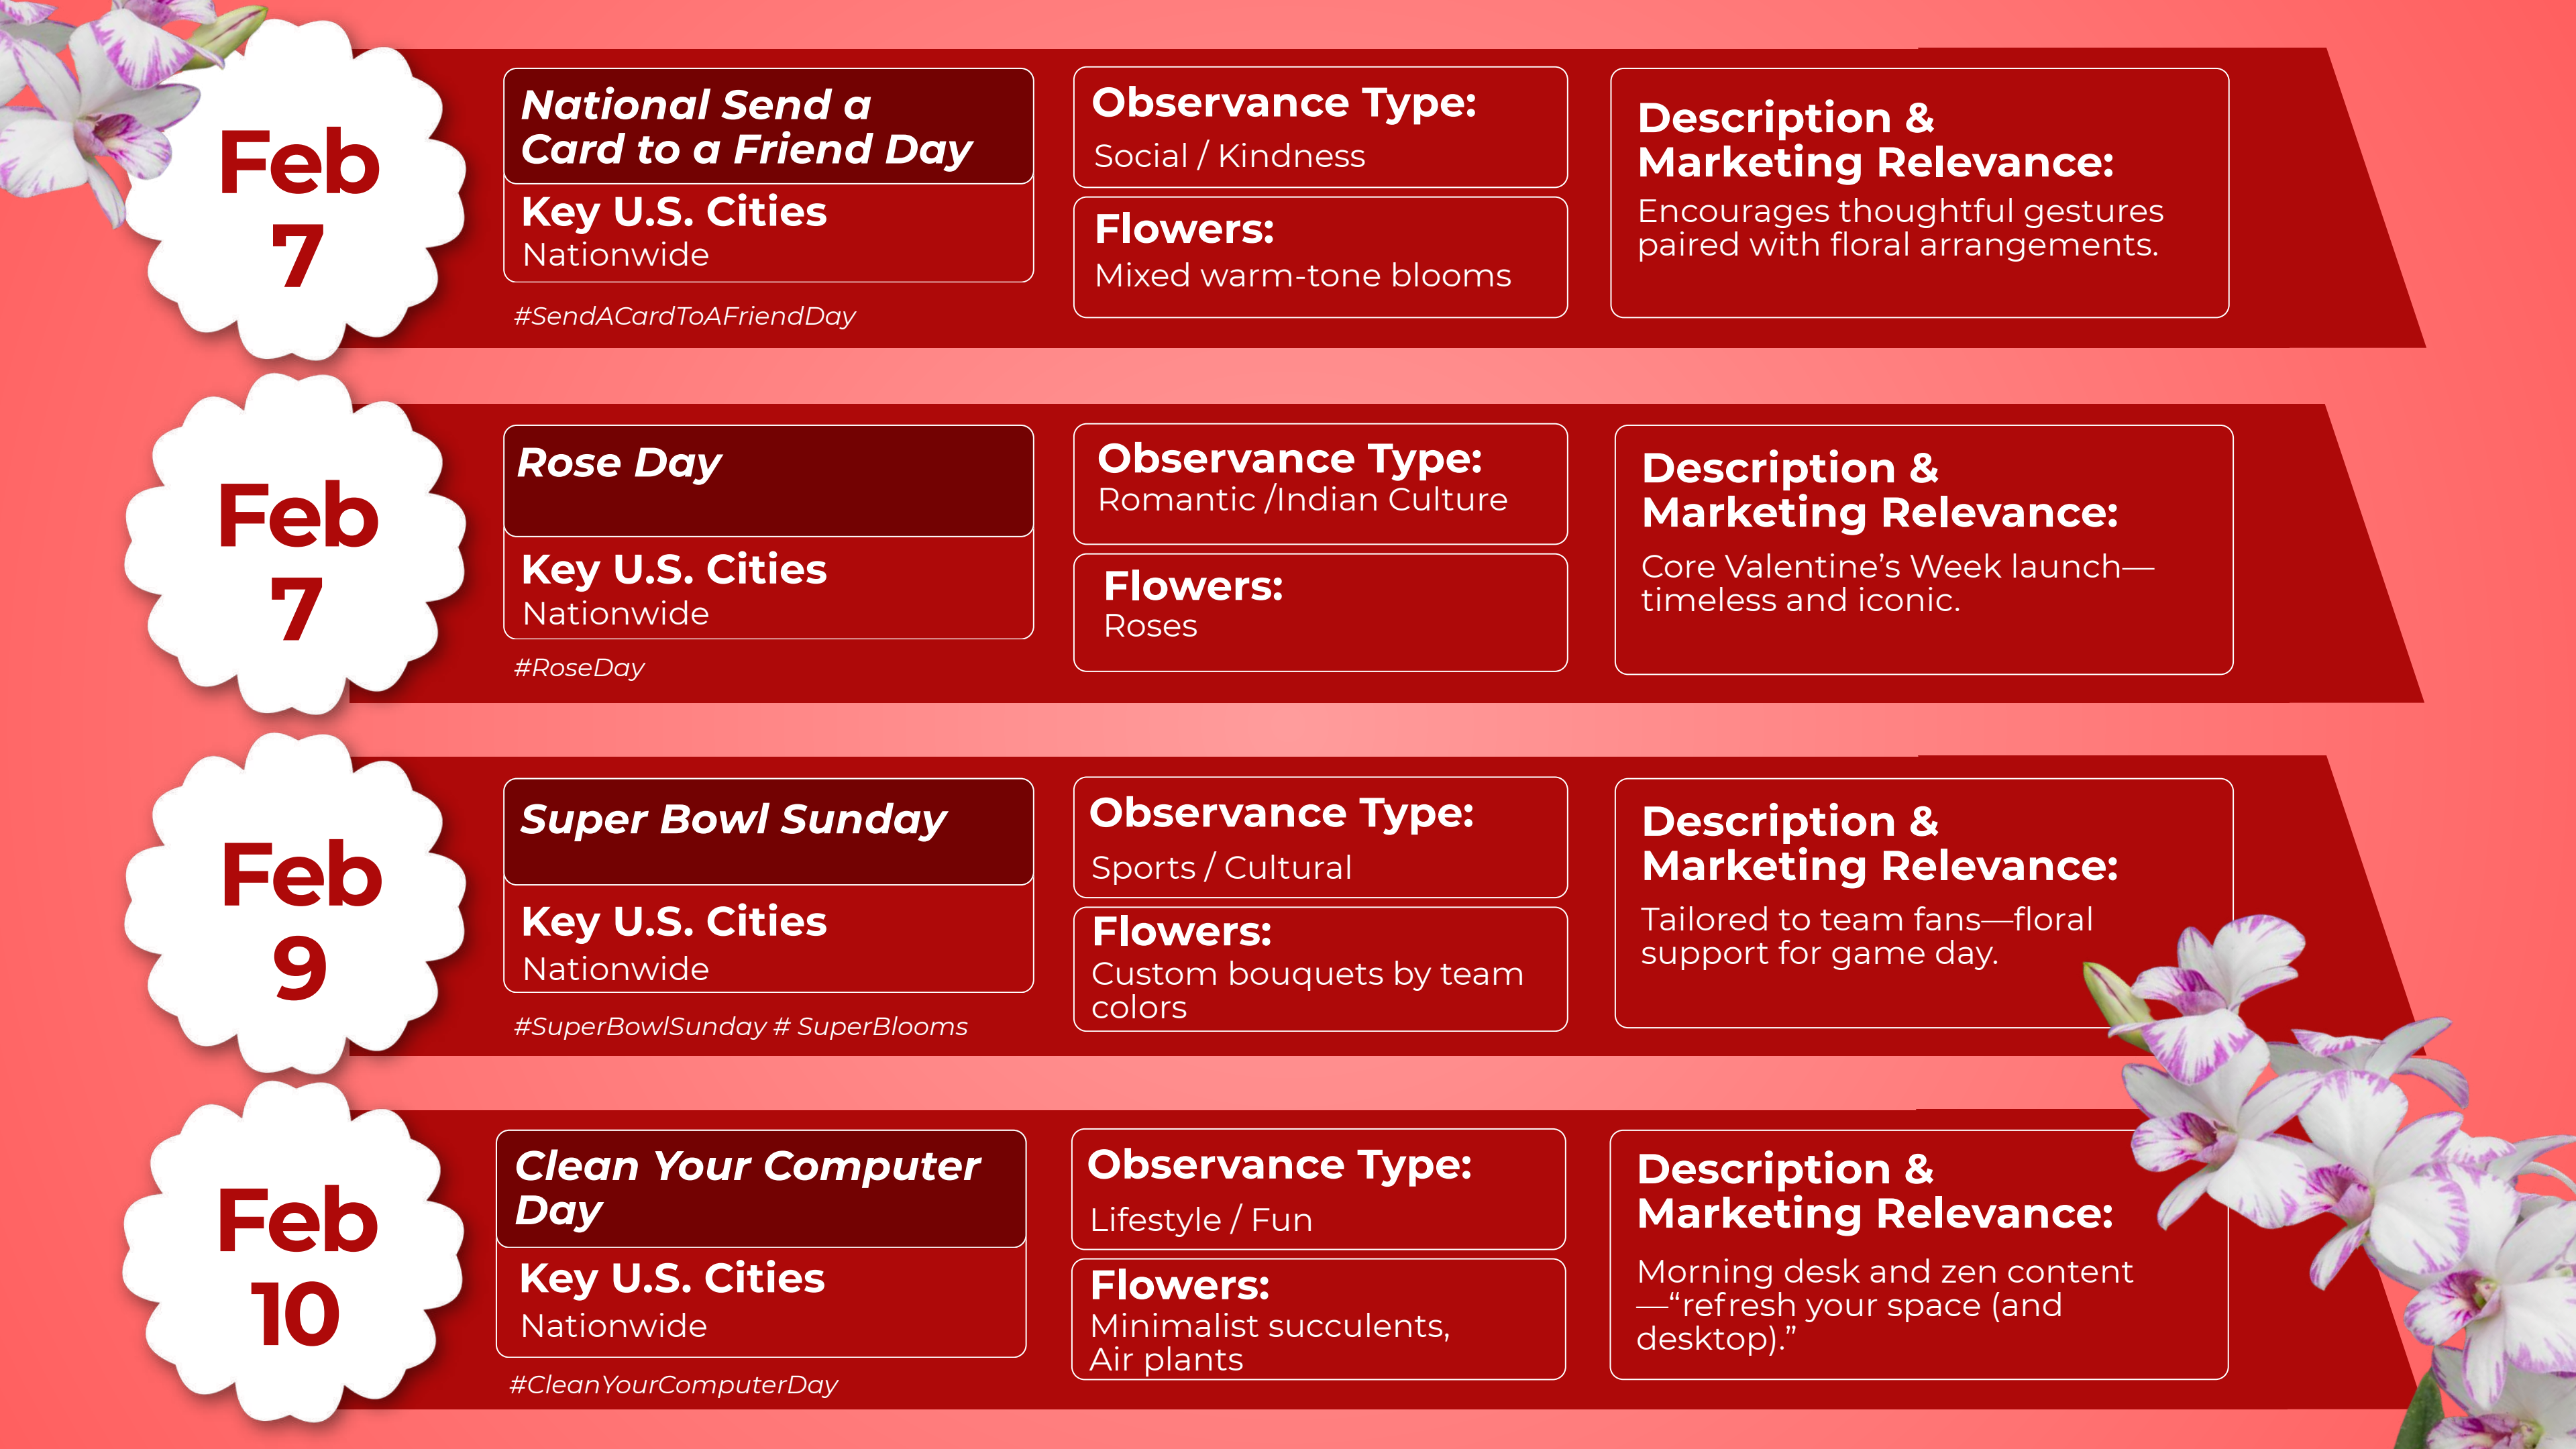 Feb
7
National Send a
Card to a Friend Day
Key U.S. Cities
Nationwide
#SendACardToAFriendDay
Observance Type:
Social / Kindness
Flowers:
Mixed warm-tone blooms
Description &
Marketing Relevance:
Encourages thoughtful gestures
paired with floral arrangements.
Feb
7
Rose Day
Key U.S. Cities
Nationwide
#RoseDay
Observance Type:
Romantic /Indian Culture
Flowers:
Roses
Description &
Marketing Relevance:
Core Valentine’s Week launch—
timeless and iconic.
Feb
9
Super Bowl Sunday
Key U.S. Cities
Nationwide
#SuperBowlSunday # SuperBlooms
Observance Type:
Sports / Cultural
Flowers:
Custom bouquets by team
colors
Description &
Marketing Relevance:
Tailored to team fans—floral
support for game day.
Feb
10
Clean Your Computer
Day
Key U.S. Cities
Nationwide
#CleanYourComputerDay
Observance Type:
Lifestyle / Fun
Flowers:
Minimalist succulents,
Air plants
Description &
Marketing Relevance:
Morning desk and zen content
—“refresh your space (and
desktop).”